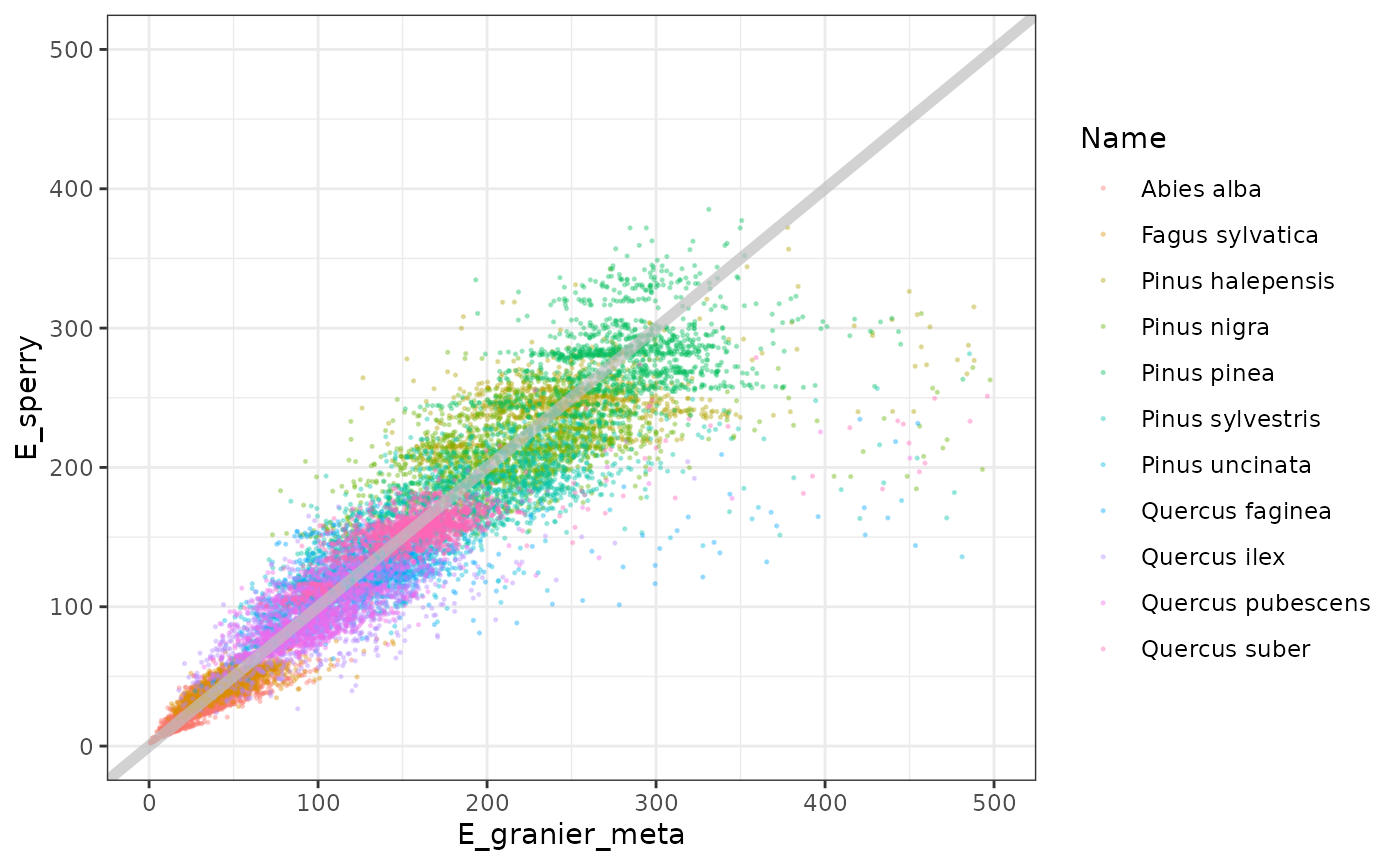 500
400
300
200
100
0
E_sperry
0 100 200 300 400 500
E_granier_meta
Name
Abies alba
Fagus sylvatica
Pinus halepensis
Pinus nigra
Pinus pinea
Pinus sylvestris
Pinus uncinata
Quercus faginea
Quercus ilex
Quercus pubescens
Quercus suber